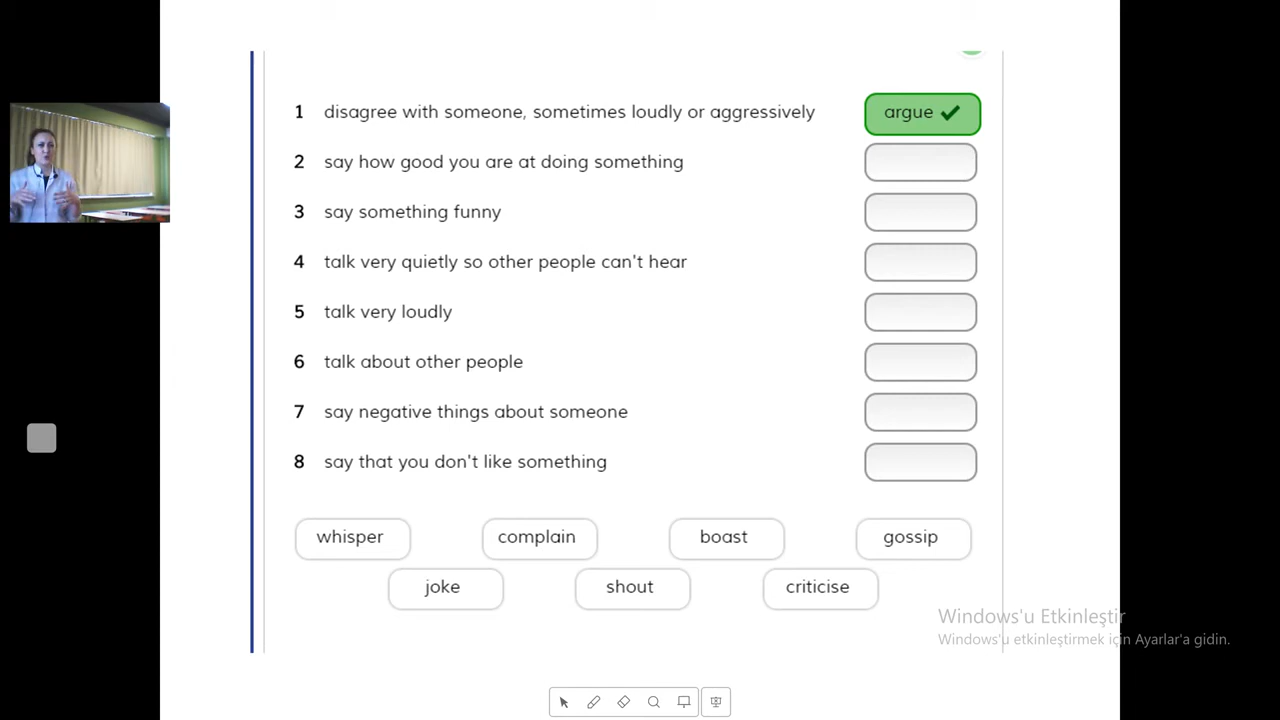 1 disagree with someone, sometimes loudly or aggressively argue ✔
2 say how good you are at doing something
3 say something funny
4 talk very quietly so other people can't hear
5 talk very loudly
6 talk about other people
7 say negative things about someone
8 say that you don't like something
whisper complain boast gossip
joke shout criticise
Windows'u Etkinleştir
Windows'u etkinleştirmek için Ayarlar'a gidin.